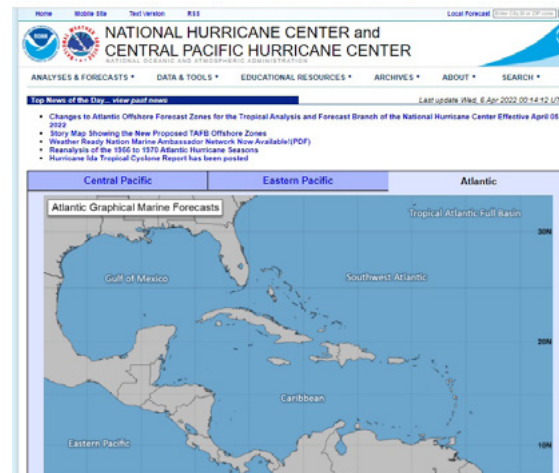 Home Mobile Site Text Version RSS Local Forecast
NATIONAL HURRICANE CENTER and
CENTRAL PACIFIC HURRICANE CENTER
NATIONAL OCEANIC AND ATMOSPHERIC ADMINISTRATION
ANALYSES & FORECASTS DATA & TOOLS EDUCATIONAL RESOURCES ARCHIVES ABOUT SEARCH
Top News of the Day... view past news Last update Wed, 6 Apr 2022 00:14:12 UT
Changes to Atlantic Offshore Forecast Zones for the Tropical Analysis and Forecast Branch of the National Hurricane Center Effective April 05
2022
Story Map Showing the New Proposed TAFB Offshore Zones
Weather Ready Nation Marine Ambassador Network Now Available!(PDF)
Reanalysis of the 1966 to 1970 Atlantic Hurricane Seasons
Hurricane Ida Tropical Cyclone Report has been posted
Central Pacific Eastern Pacific Atlantic
Atlantic Graphical Marine Forecasts Tropical Atlantic Full Basin
30N
Gulf of Mexico Southwest Atlantic
20N
Caribbean
Eastern Pacific 10N